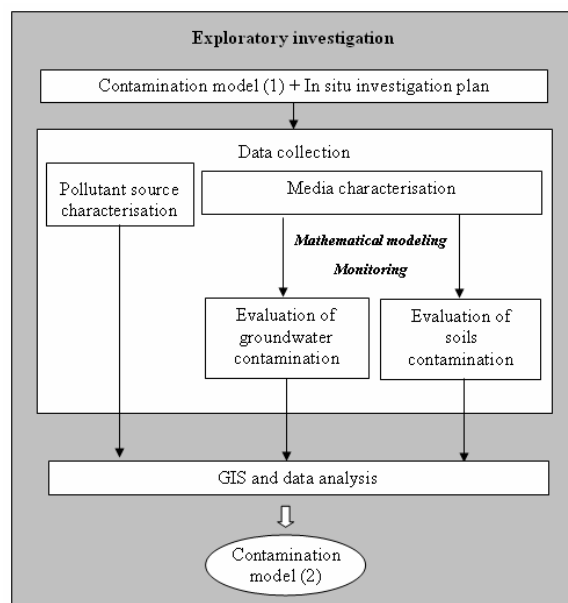 Exploratory investigation
Contamination model (1) + In situ investigation plan
Data collection
Pollutant source
characterisation
Media characterisation
Mathematical modeling
Monitoring
Evaluation of
groundwater
contamination
Evaluation of
soils
contamination
GIS and data analysis
Contamination
model (2)